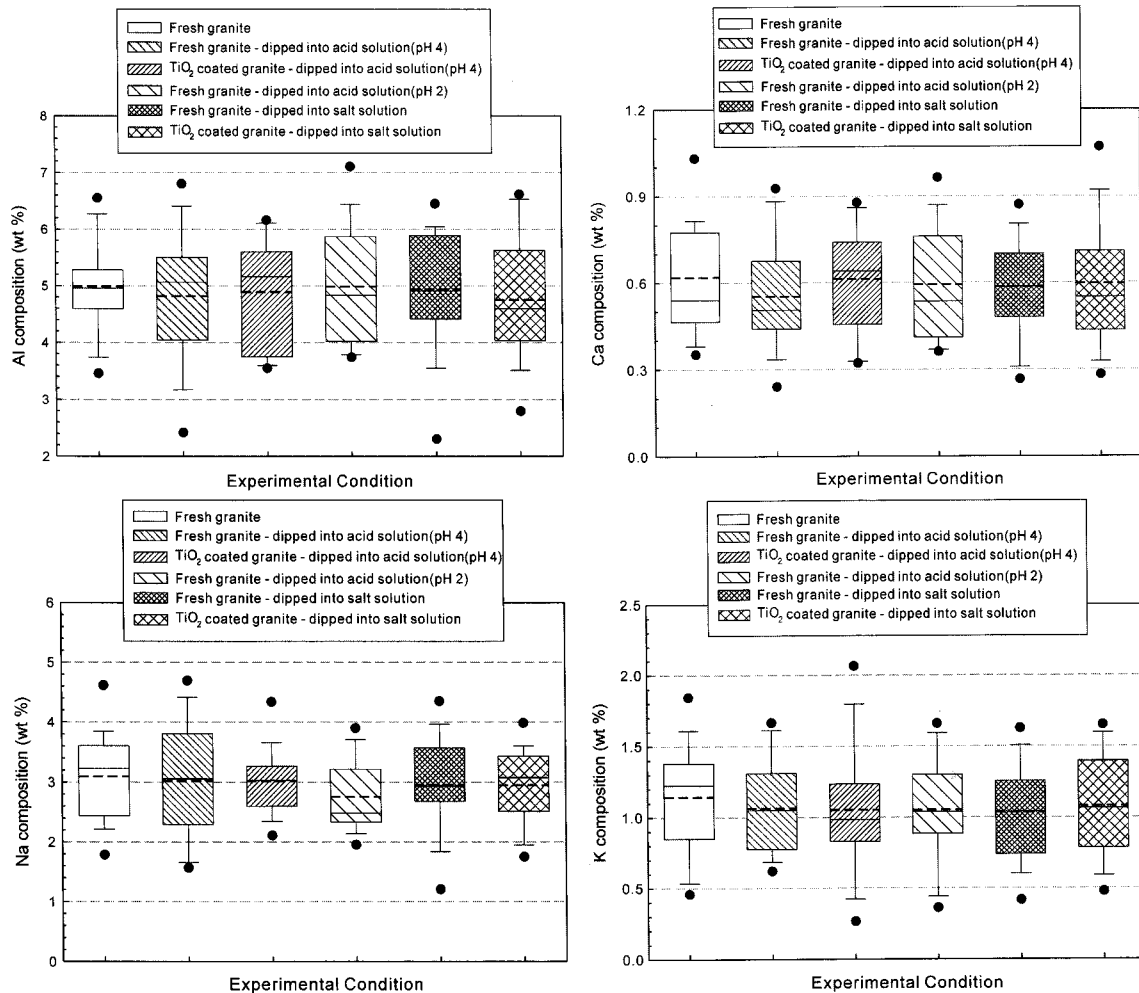 Fresh granite
Fresh granite - dipped into acid solution(pH 4)
TiO2 coated granite - dipped into acid solution(pH 4)
Fresh granite - dipped into acid solution(pH 2)
Fresh granite - dipped into salt solution
TiO2 coated granite - dipped into salt solution
8
7
6
5
4
3
2
Al composition (wt %)
Experimental Condition
Fresh granite
Fresh granite - dipped into acid solution(pH 4)
TiO2 coated granite - dipped into acid solution(pH 4)
Fresh granite - dipped into acid solution(pH 2)
Fresh granite - dipped into salt solution
TiO2 coated granite - dipped into salt solution
1.2
0.9
0.6
0.3
0.0
Ca composition (wt %)
Experimental Condition
Fresh granite
Fresh granite - dipped into acid solution(pH 4)
TiO2 coated granite - dipped into acid solution(pH 4)
Fresh granite - dipped into acid solution(pH 2)
Fresh granite - dipped into salt solution
TiO2 coated granite - dipped into salt solution
6
5
4
3
2
1
0
Na composition (wt %)
Experimental Condition
Fresh granite
Fresh granite - dipped into acid solution(pH 4)
TiO2 coated granite - dipped into acid solution(pH 4)
Fresh granite - dipped into acid solution(pH 2)
Fresh granite - dipped into salt solution
TiO2 coated granite - dipped into salt solution
2.5
2.0
1.5
1.0
0.5
0.0
K composition (wt %)
Experimental Condition